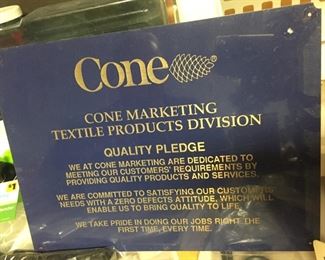 Cone®
CONE MARKETING
TEXTILE PRODUCTS DIVISION
QUALITY PLEDGE
WE AT CONE MARKETING ARE DEDICATED TO
MEETING OUR CUSTOMERS' REQUIREMENTS BY
PROVIDING QUALITY PRODUCTS AND SERVICES.
WE ARE COMMITTED TO SATISFYING OUR CUSTOMERS'
NEEDS WITH A ZERO DEFECTS ATTITUDE, WHICH WILL
ENABLE US TO BRING QUALITY TO LIFE.
WE TAKE PRIDE IN DOING OUR JOBS RIGHT THE
FIRST TIME, EVERY TIME.